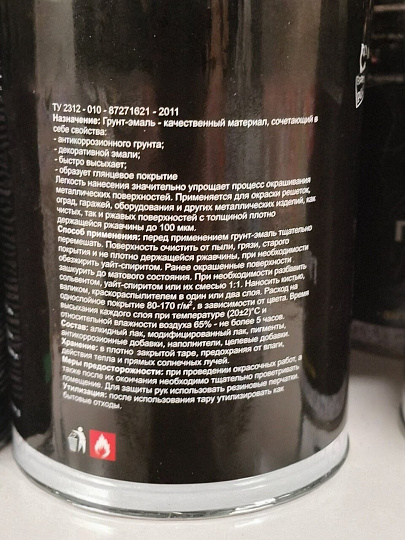 ТУ 2312 - 010 - 87271621 - 2011
Назначение: Грунт-эмаль - качественный материал, сочетающий в
себе свойства:
- антикоррозионного грунта;
- декоративной эмали;
- быстро высыхает;
- образует глянцевое покрытие
Легкость нанесения значительно упрощает процесс окрашивания
металлических поверхностей. Применяется для окраски решеток,
оград, гаражей, оборудования и других металлических изделий, как
чистых, так и ржавых поверхностей с толщиной плотно
держащейся ржавчины до 100 мкм.
Способ применения: перед применением грунт-эмаль тщательно
перемешать. Поверхность очистить от пыли, грязи, старого
покрытия и не плотно держащейся ржавчины, при необходимости
обезжирить уайт-спиритом. Ранее окрашенные поверхности
зашкурить до матового состояния. При необходимости разбавить
сольвентом, уайт-спиритом или их смесью 1:1. Наносить кистью,
валиком, краскораспылителем в один или два слоя. Расход на
однослойное покрытие 80-170 г/м², в зависимости от цвета. Время
высыхания каждого слоя при температуре (20±2)°С и
относительной влажности воздуха 65% - не более 5 часов.
Состав: алкидный лак, модифицированный лак, пигменты,
антикоррозионные добавки, наполнители, целевые добавки.
Хранение: в плотно закрытой таре, предохраняя от влаги,
действия тепла и прямых солнечных лучей.
Меры предосторожности: при проведении окрасочных работ, а
также после их окончания необходимо тщательно проветривать
помещение. Для защиты рук использовать резиновые перчатки.
Утилизация: после использования тару утилизировать как
бытовые отходы.